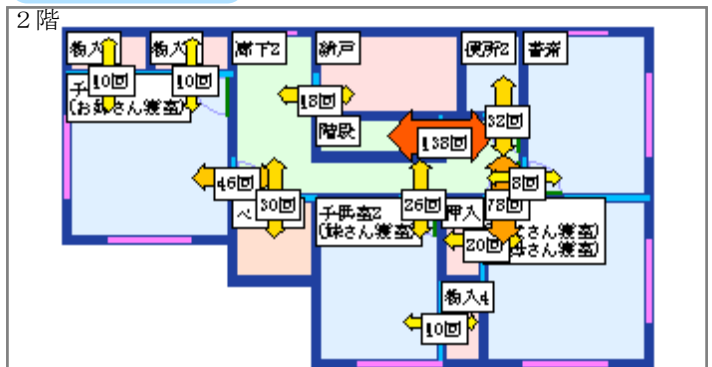 2階
物入
物入
廊下2
納戸
便所2
書斎
10回
10回
(お姉さん寝室)
18回
32回
階段
138回
46回
8回
30回
26回
78回
子供室2
(妹さん寝室)
押入
20回
さん寝室)
さん寝室)
物入4
10回